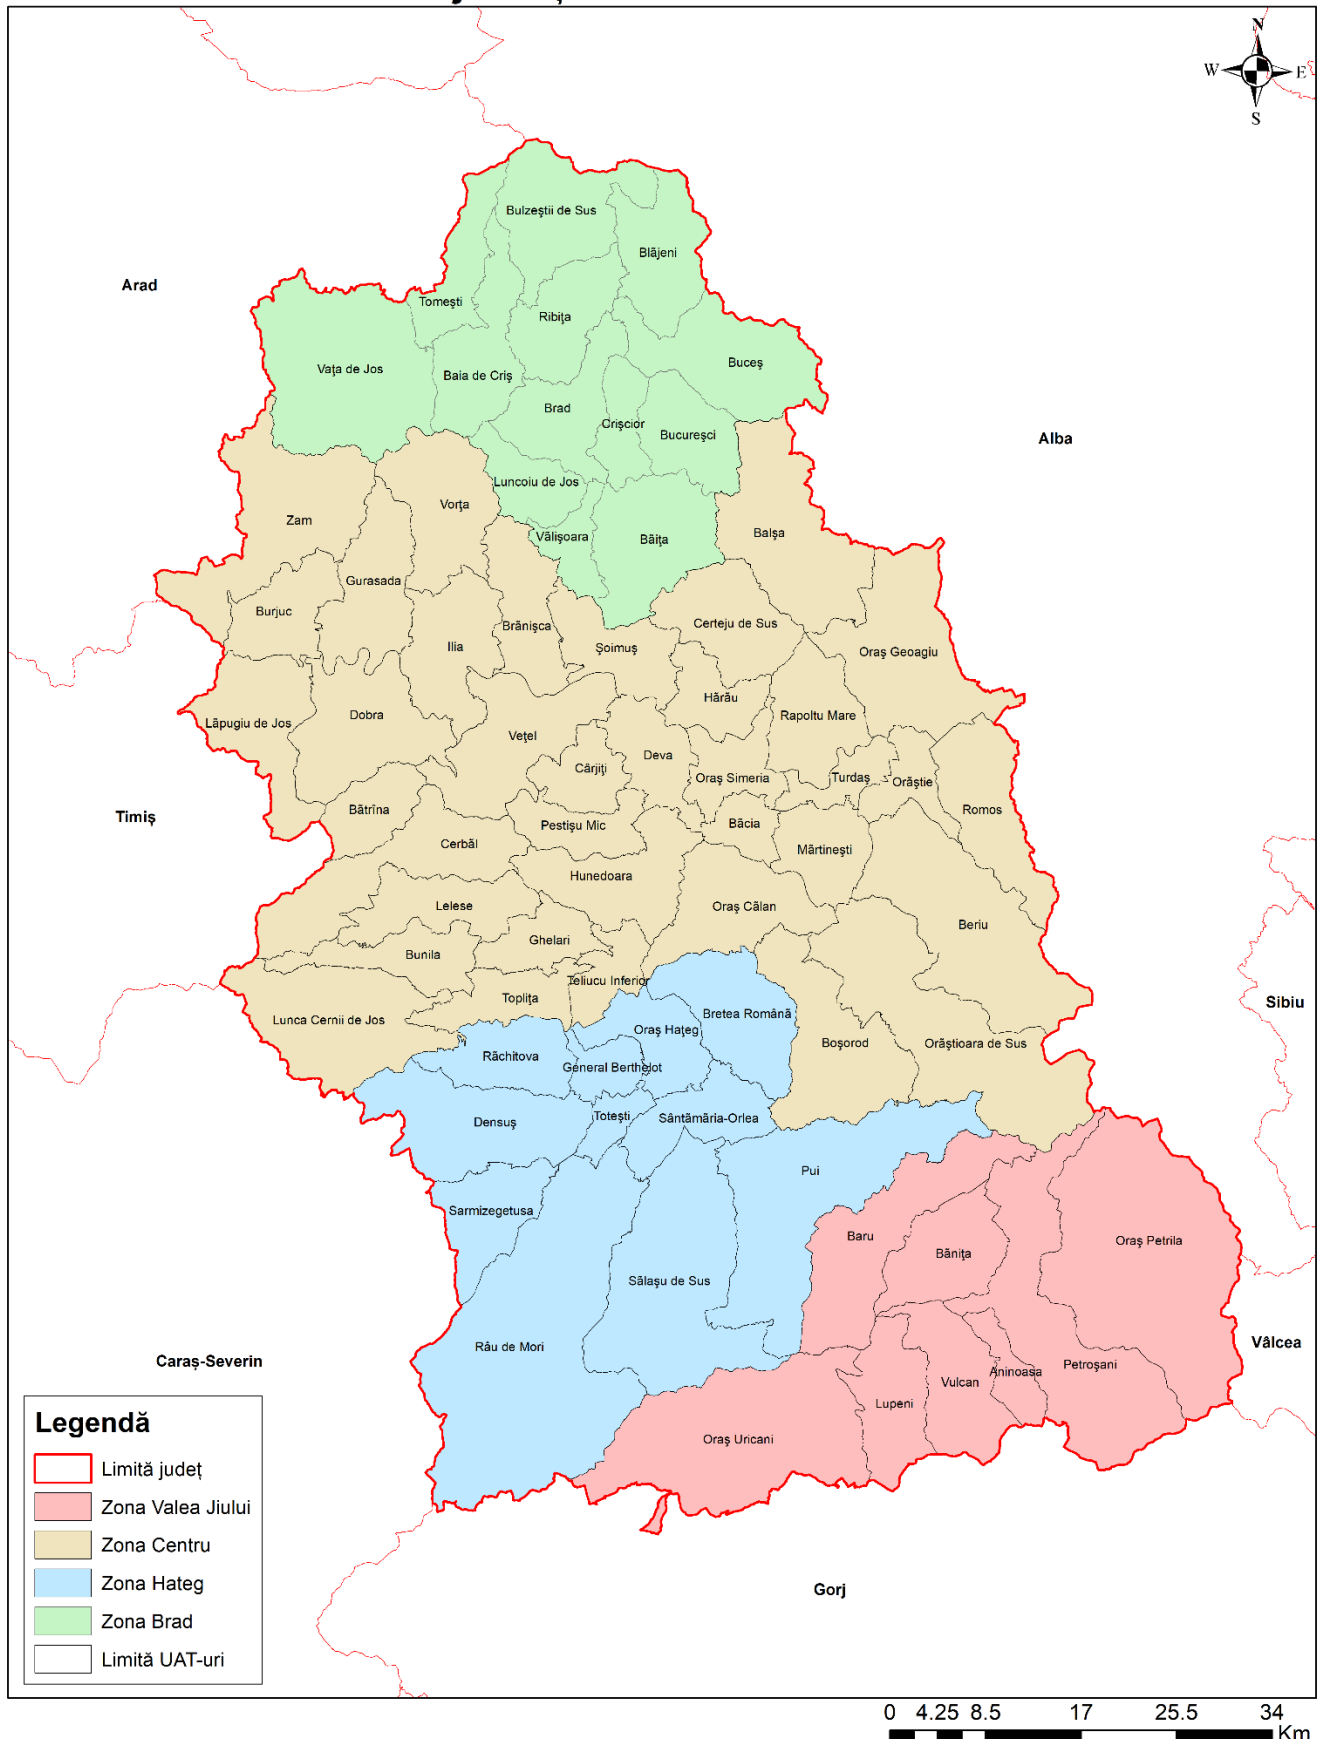 N
W E
S
Bulzeştii de Sus
Blăjeni
Arad
Tomeşti
Ribiţa
Vaţa de Jos
Baia de Criş
Buceş
Brad
Crişcior
Bucureşci
Alba
Luncoiu de Jos
Vorţa
Zam
Vălişoara
Băiţa
Balşa
Gurasada
Burjuc
Brănişca
Certeju de Sus
Ilia
Şoimuş
Oraş Geoagiu
Hărău
Lăpugiu de Jos
Dobra
Rapoltu Mare
Veţel
Deva
Cârjiţi
Oraş Simeria
Turdaş
Orăştie
Bătrîna
Romos
Timiş
Pestişu Mic
Băcia
Cerbăl
Mărtineşti
Hunedoara
Lelese
Oraş Călan
Beriu
Ghelari
Bunila
Teliucu Inferior
Topliţa
Sibiu
Lunca Cernii de Jos
Bretea Română
Oraş Haţeg
Boşorod
Orăştioara de Sus
Răchitova
General Berthelot
Toteşti
Sântămăria-Orlea
Densuş
Pui
Sarmizegetusa
Baru
Oraş Petrila
Băniţa
Sălaşu de Sus
Râu de Mori
Vâlcea
Caraş-Severin
Petroşani
Aninoasa
Vulcan
Lupeni
Oraş Uricani
Gorj
Legendă
Limită județ
Zona Valea Jiului
Zona Centru
Zona Hateg
Zona Brad
Limită UAT-uri
0 4.25 8.5 17 25.5 34
Km